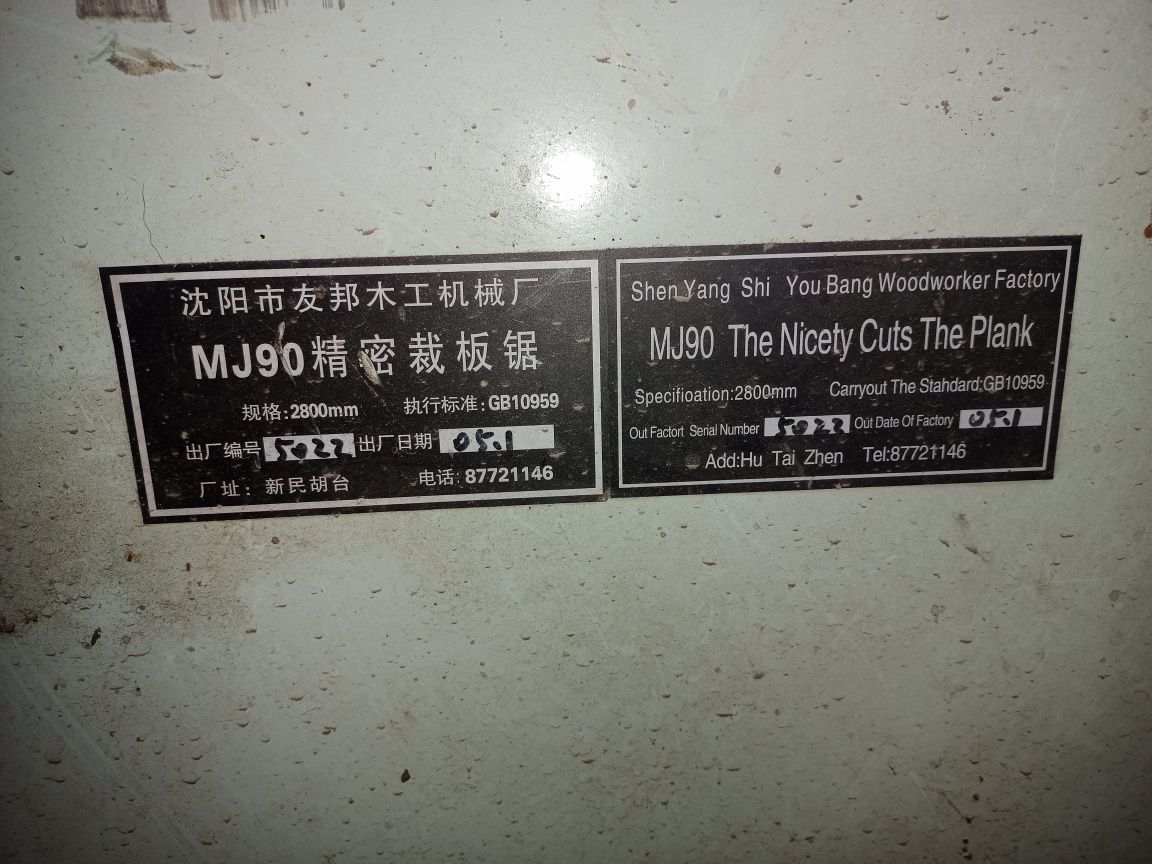 沈阳市友邦木工机械厂
MJ90精密裁板锯
规格:2800mm 执行标准:GB10959
出厂编号 5022 出厂日期 05.1
厂址: 新民胡台 电话:87721146
Shen Yang Shi You Bang Woodworker Factory
MJ90 The Nicety Cuts The Plank
Specifioation:2800mm Carryout The Stahdard:GB10959
Out Factort Serial Number 5022 Out Date Of Factory 05.1
Add:Hu Tai Zhen Tel:87721146